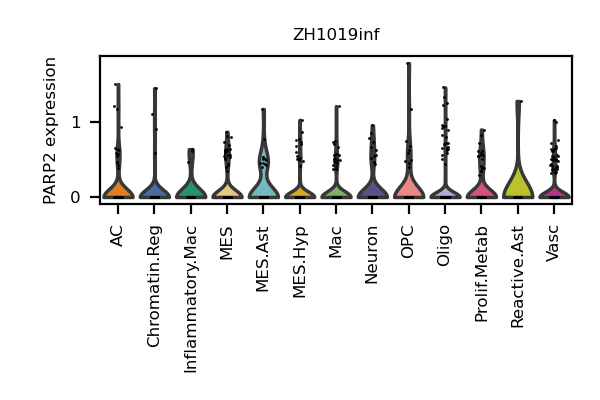 ZH1019inf
PARP2 expression
1
0
AC
Chromatin.Reg
Inflammatory.Mac
MES
MES.Ast
MES.Hyp
Mac
Neuron
OPC
Oligo
Prolif.Metab
Reactive.Ast
Vasc